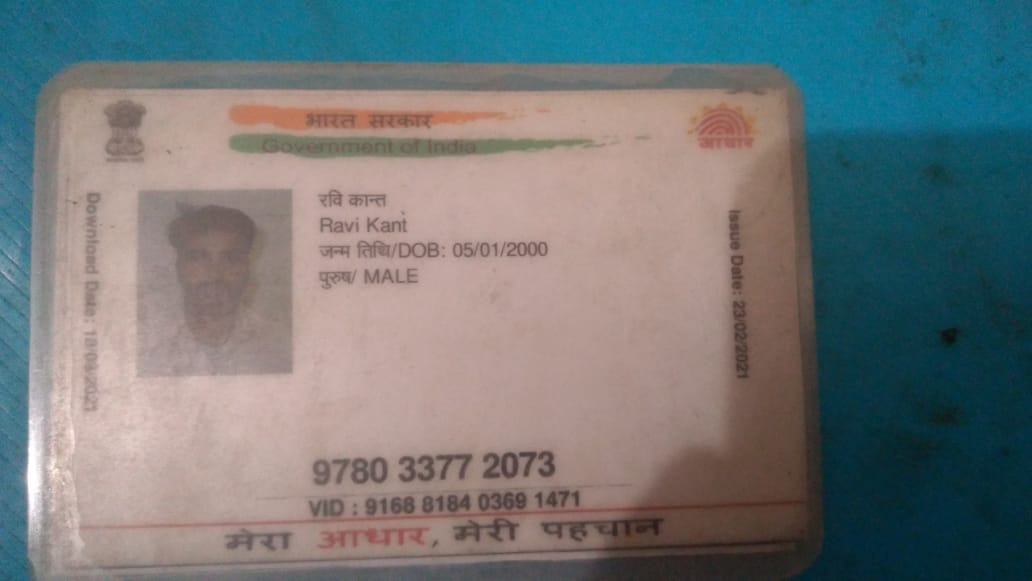 भारत सरकार
Government of India
आधार
रवि कान्त
Ravi Kant
जन्म तिथि/DOB: 05/01/2000
पुरुष/ MALE
Download Date:
Issue Date: 23/02/2021
9780 3377 2073
VID : 9168 8184 0369 1471
मेरा आधार, मेरी पहचान